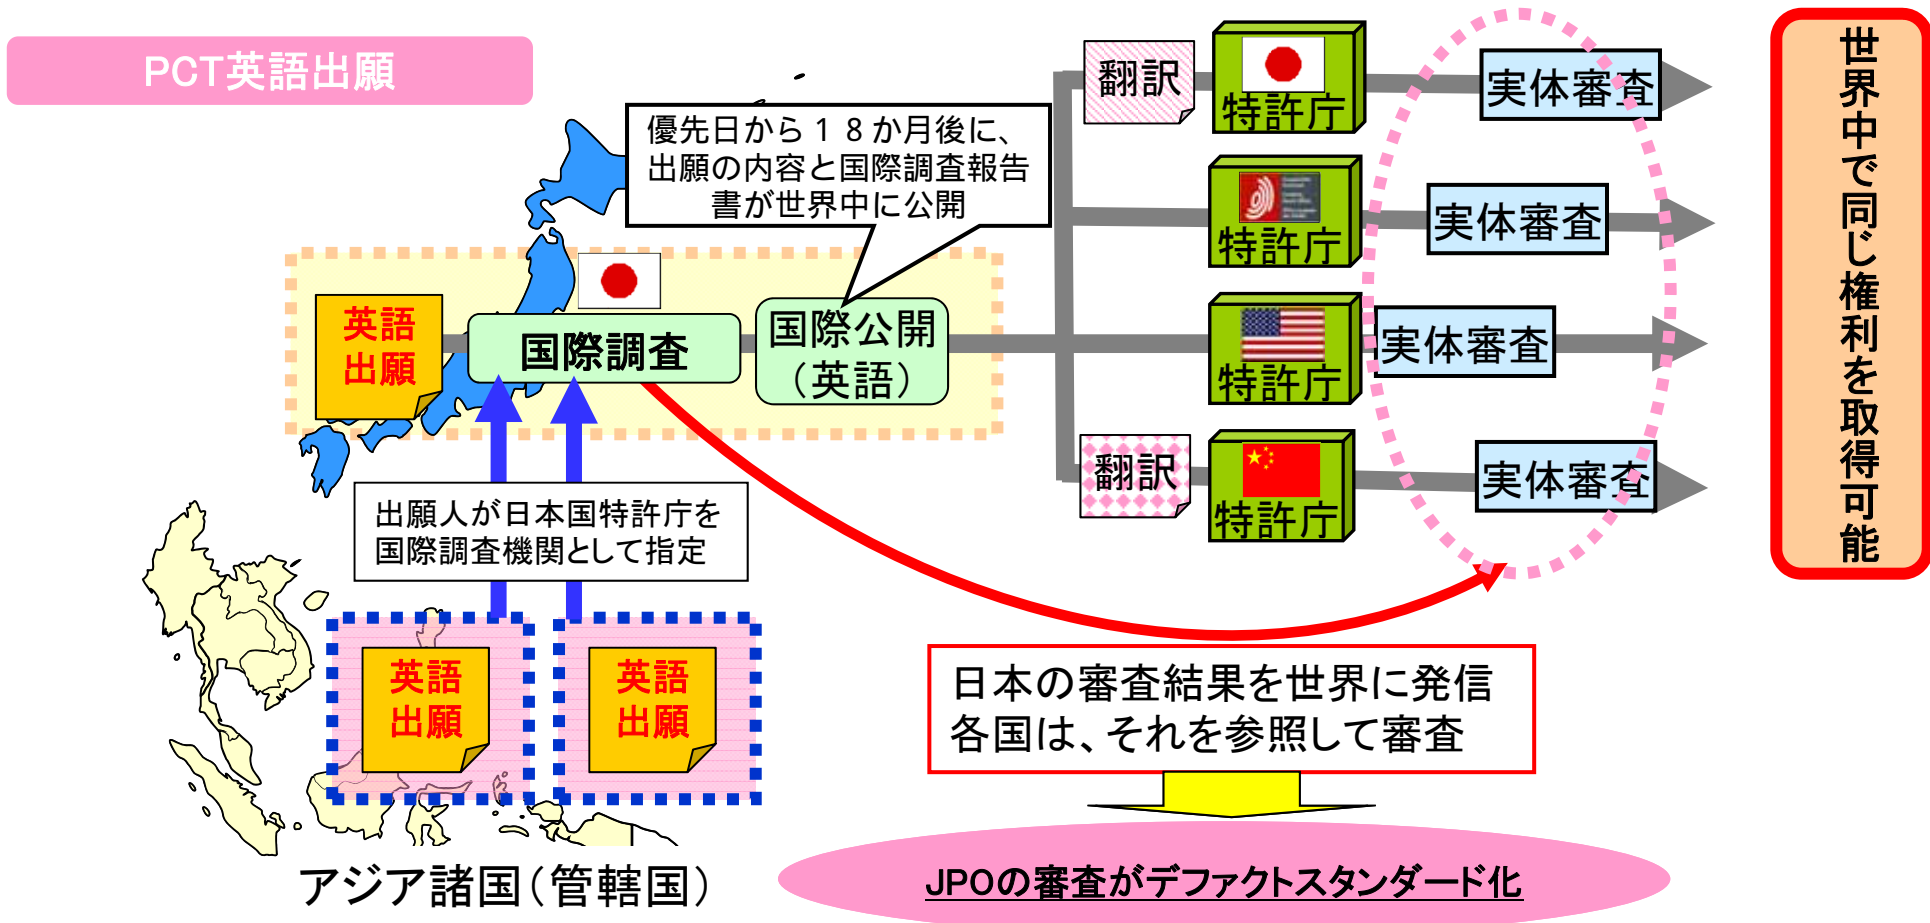 PCT英語出願
優先日から１８か月後に、
出願の内容と国際調査報告
書が世界中に公開
英語
出願
国際調査
国際公開
（英語）
翻訳
特許庁
実体審査
特許庁
実体審査
特許庁
実体審査
翻訳
特許庁
実体審査
世界中で同じ権利を取得可能
出願人が日本国特許庁を
国際調査機関として指定
英語
出願
英語
出願
アジア諸国（管轄国）
日本の審査結果を世界に発信
各国は、それを参照して審査
JPOの審査がデファクトスタンダード化